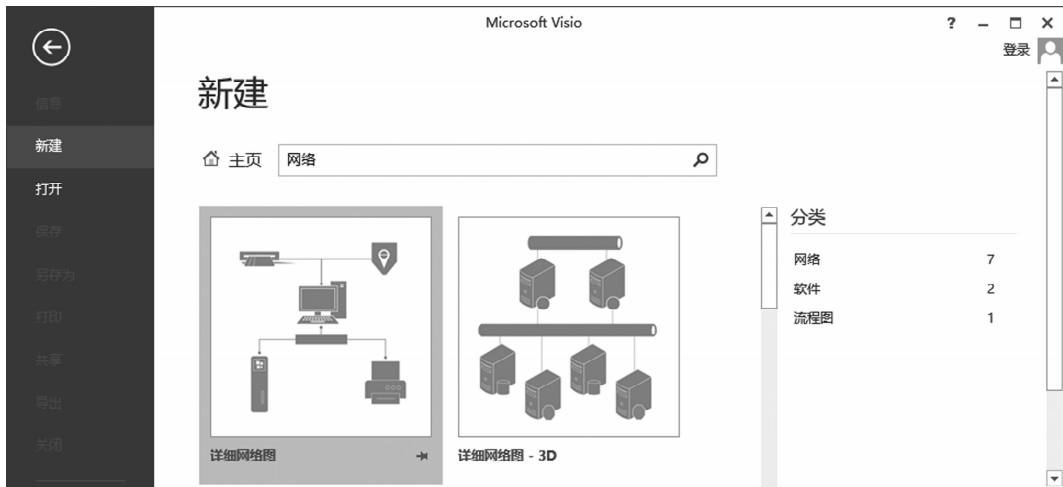 Microsoft Visio
?
登录
信息
新建
打开
保存
另存为
打印
共享
导出
关闭
新建
主页
网络
详细网络图
详细网络图 - 3D
分类
网络 7
软件 2
流程图 1